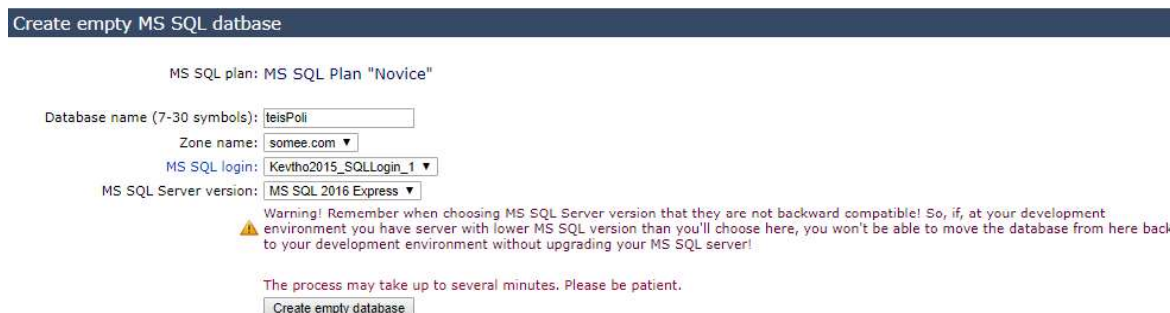 Create empty MS SQL datbase
MS SQL plan: MS SQL Plan "Novice"
Database name (7-30 symbols): teisPoli
Zone name: somee.com
MS SQL login: Kevtho2015_SQLLogin_1
MS SQL Server version: MS SQL 2016 Express
Warning! Remember when choosing MS SQL Server version that they are not backward compatible! So, if, at your development
environment you have server with lower MS SQL version than you'll choose here, you won't be able to move the database from here back
to your development environment without upgrading your MS SQL server!
The process may take up to several minutes. Please be patient.
Create empty database